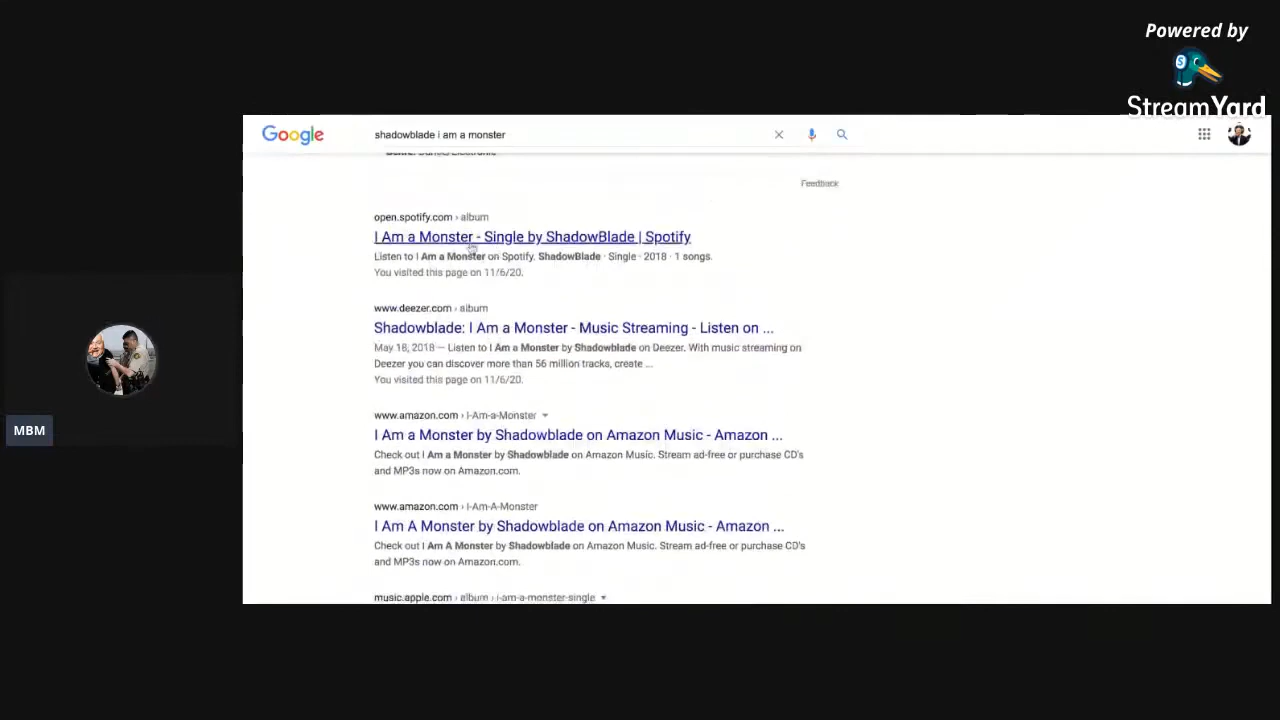 Powered by
StreamYard
Google
shadowblade i am a monster
Feedback
open.spotify.com › album
I Am a Monster - Single by ShadowBlade | Spotify
Listen to I Am a Monster on Spotify. ShadowBlade · Single · 2018 · 1 songs.
You visited this page on 11/6/20.
www.deezer.com › album
Shadowblade: I Am a Monster - Music Streaming - Listen on ...
May 18, 2018 — Listen to I Am a Monster by Shadowblade on Deezer. With music streaming on
Deezer you can discover more than 56 million tracks, create ...
You visited this page on 11/6/20.
www.amazon.com › I-Am-a-Monster
I Am a Monster by Shadowblade on Amazon Music - Amazon ...
Check out I Am a Monster by Shadowblade on Amazon Music. Stream ad-free or purchase CD's
and MP3s now on Amazon.com.
MBM
www.amazon.com › I-Am-A-Monster
I Am A Monster by Shadowblade on Amazon Music - Amazon ...
Check out I Am A Monster by Shadowblade on Amazon Music. Stream ad-free or purchase CD's
and MP3s now on Amazon.com.
music.apple.com › album › i-am-a-monster-single